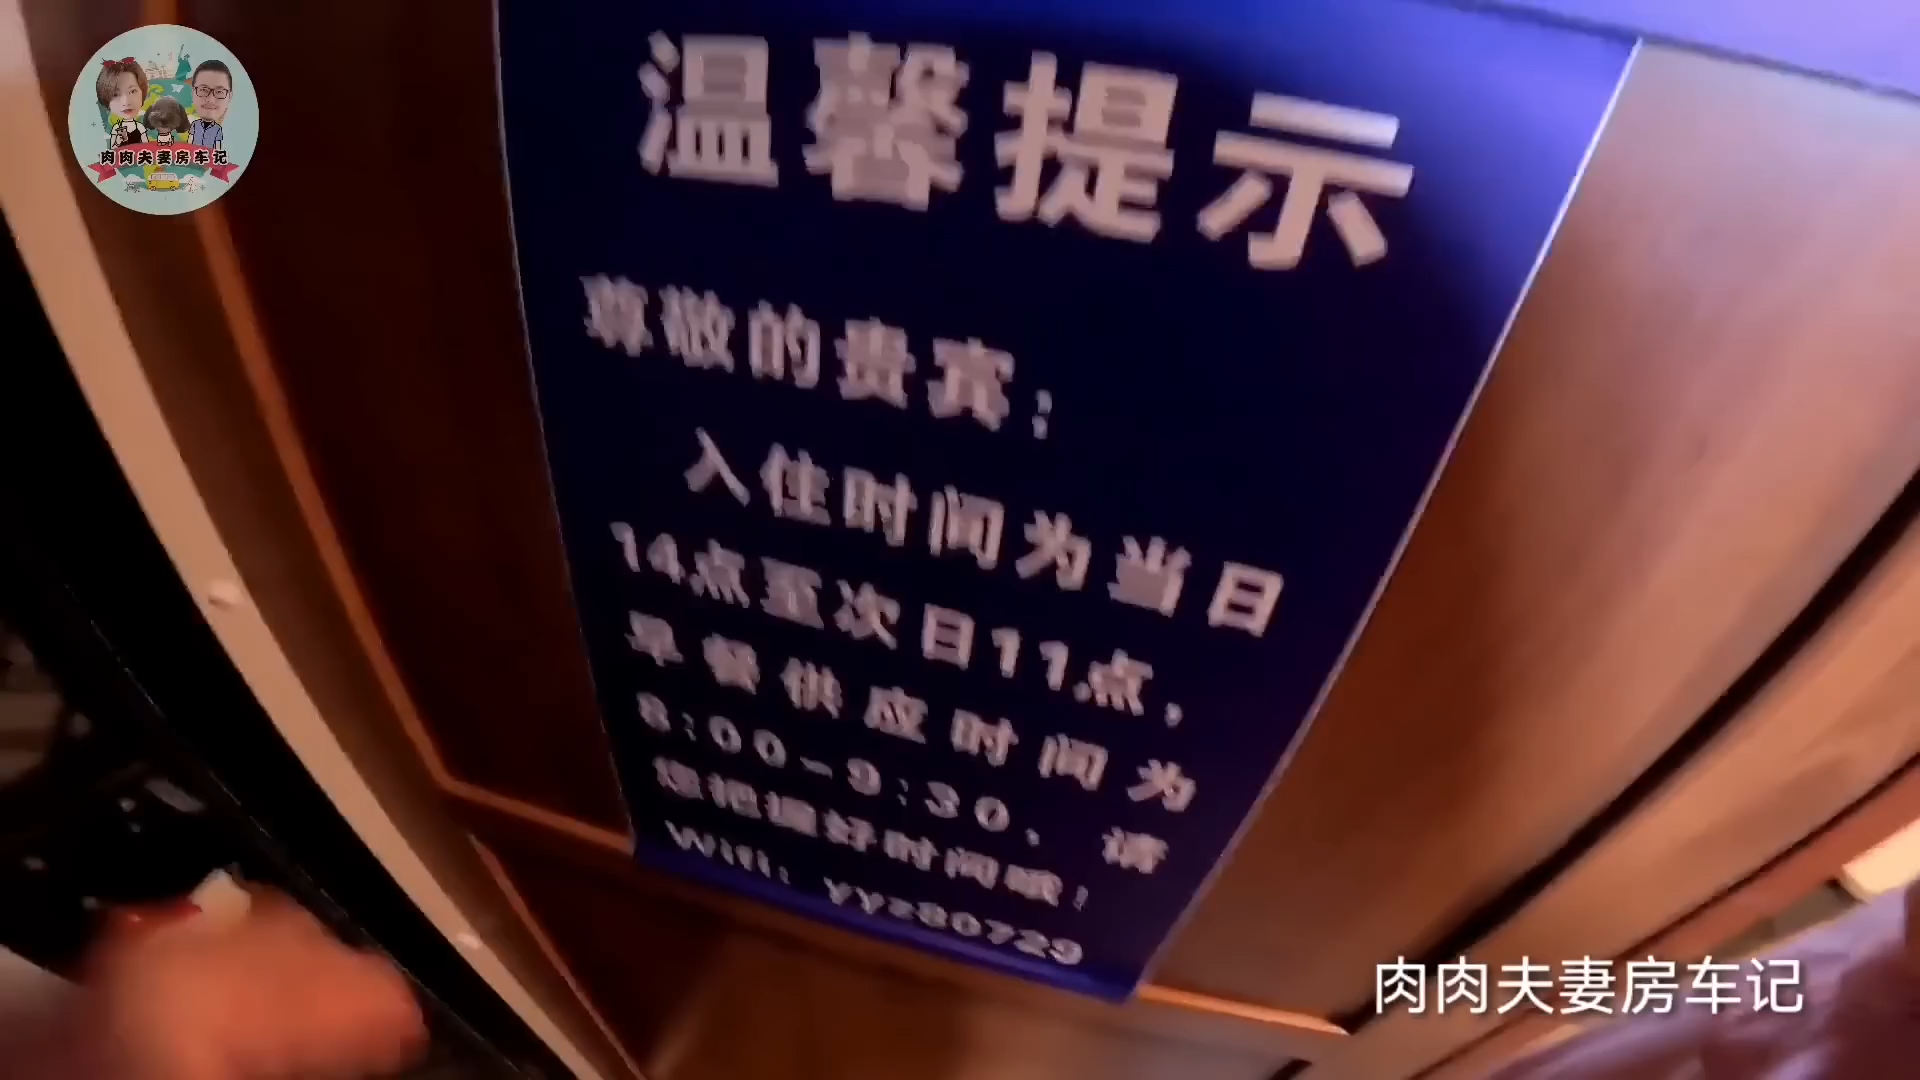 肉肉夫妻房车记
温馨提示
尊敬的贵宾：
入住时间为当日
14点至次日11点，
早餐供应时间为
8:00-9:30，请
您把握好时间哦！
Wifi：yyz80729
肉肉夫妻房车记